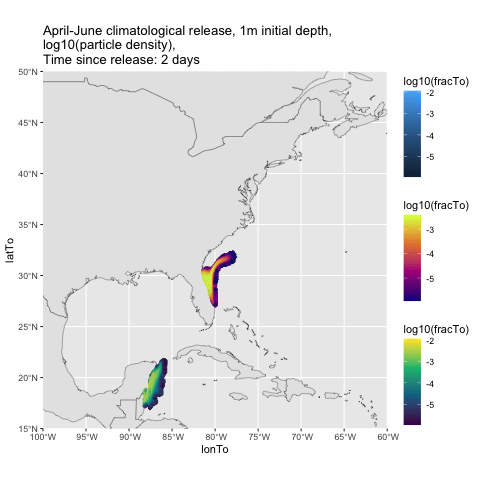 April-June climatological release, 1m initial depth,
log10(particle density),
Time since release: 2 days
50°N
45°N
40°N
35°N
30°N
25°N
20°N
15°N
latTo
100°W
95°W
90°W
85°W
80°W
75°W
70°W
65°W
60°W
lonTo
log10(fracTo)
-2
-3
-4
-5
log10(fracTo)
-3
-4
-5
log10(fracTo)
-2
-3
-4
-5